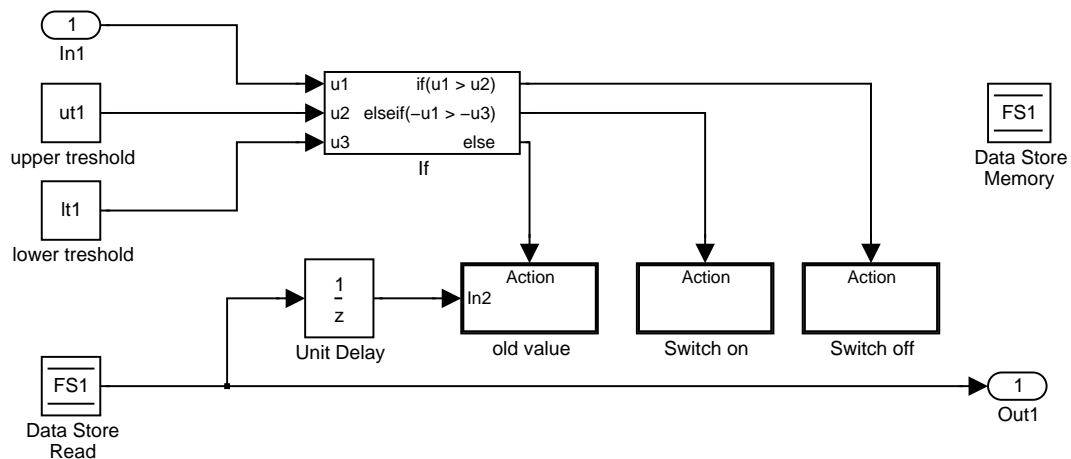 1
In1
ut1
upper treshold
lt1
lower treshold
u1
if(u1 > u2)
u2
elseif(−u1 > −u3)
u3
else
If
FS1
Data Store
Memory
1
z
Unit Delay
Action
In2
old value
Action
Switch on
Action
Switch off
FS1
Data Store
Read
1
Out1